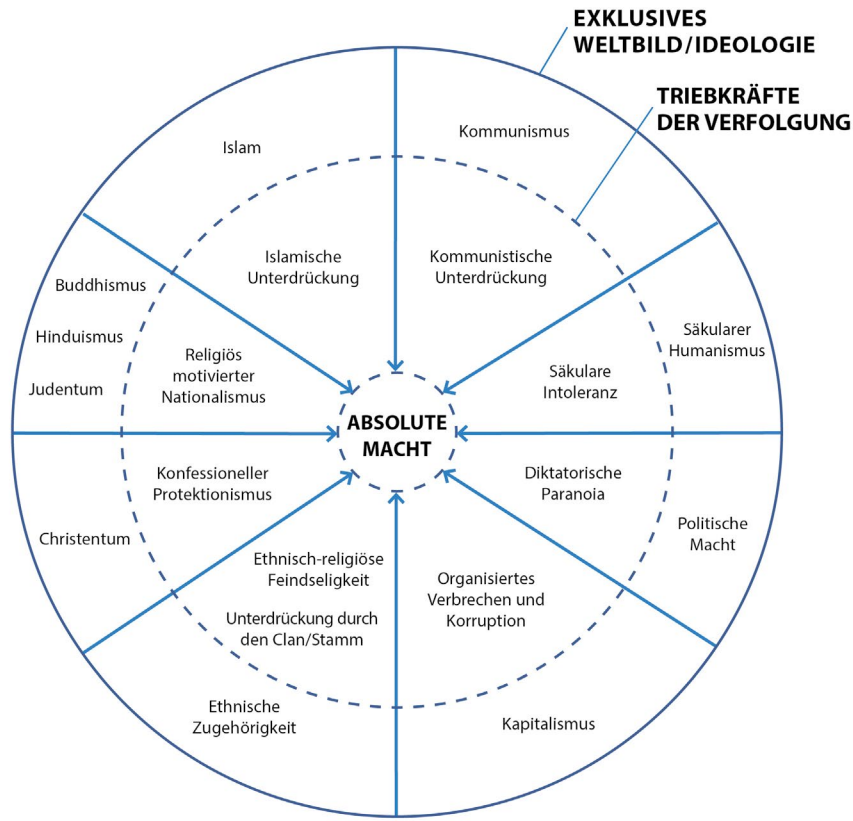 EXKLUSIVES
WELTBILD/IDEOLOGIE
TRIEBKRÄFTE
DER VERFOLGUNG
Islam
Kommunismus
Islamische
Unterdrückung
Kommunistische
Unterdrückung
Buddhismus
Hinduismus
Judentum
Religiös
motivierter
Nationalismus
Säkulare
Intoleranz
Säkularer
Humanismus
ABSOLUTE
MACHT
Konfessioneller
Protektionismus
Christentum
Diktatorische
Paranoia
Politische
Macht
Ethnisch-religiöse
Feindseligkeit
Unterdrückung durch
den Clan/Stamm
Organisiertes
Verbrechen und
Korruption
Ethnische
Zugehörigkeit
Kapitalismus